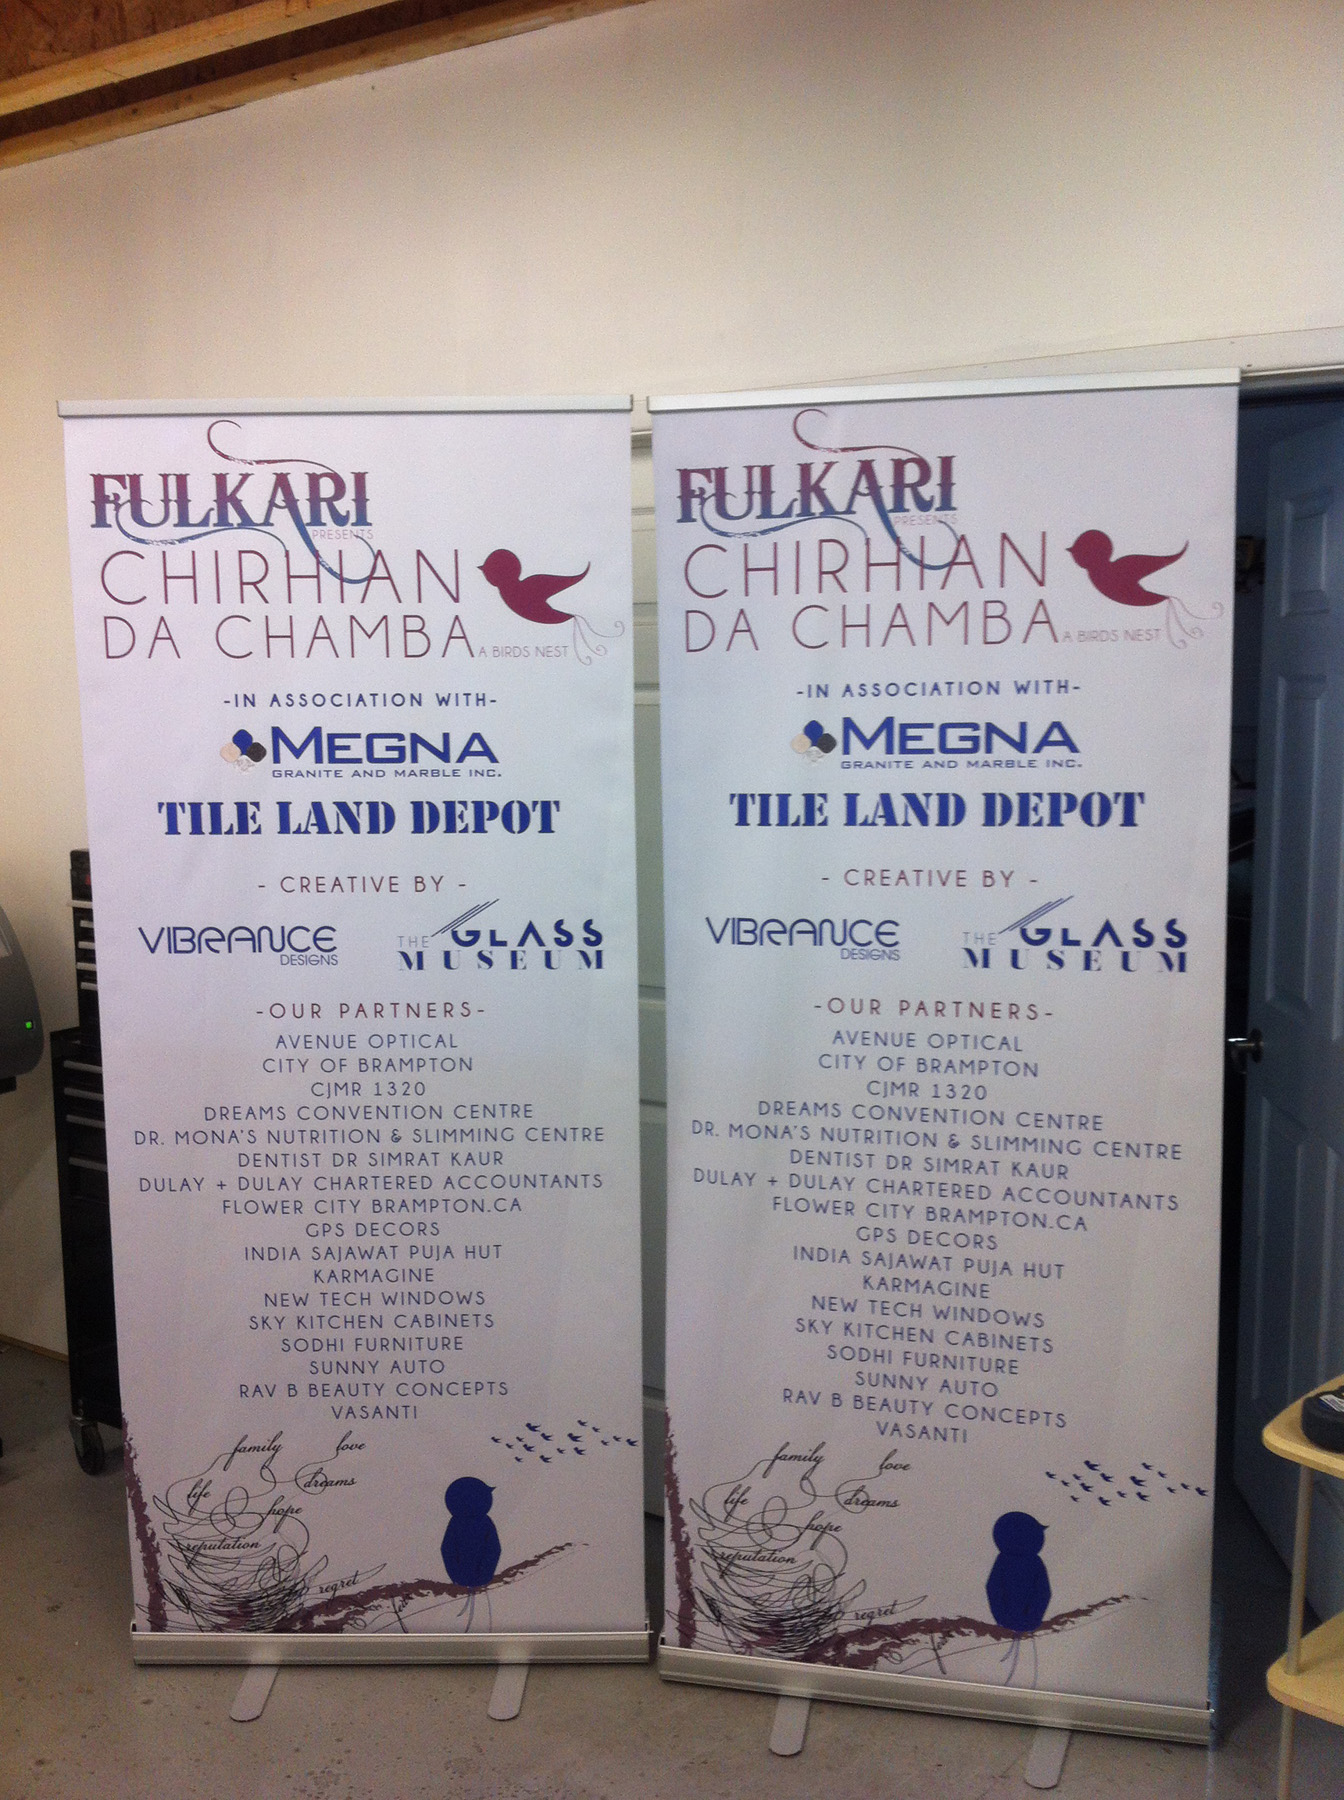 FULKARI
PRESENTS
CHIRHIAN
DA CHAMBA A BIRDS NEST
-IN ASSOCIATION WITH-
MEGNA
GRANITE AND MARBLE INC.
TILE LAND DEPOT
- CREATIVE BY -
VIBRANCE
DESIGNS
THE GLASS
MUSEUM
-OUR PARTNERS-
AVENUE OPTICAL
CITY OF BRAMPTON
CJMR 1320
DREAMS CONVENTION CENTRE
DR. MONA'S NUTRITION & SLIMMING CENTRE
DENTIST DR SIMRAT KAUR
DULAY + DULAY CHARTERED ACCOUNTANTS
FLOWER CITY BRAMPTON.CA
GPS DECORS
INDIA SAJAWAT PUJA HUT
KARMAGINE
NEW TECH WINDOWS
SKY KITCHEN CABINETS
SODHI FURNITURE
SUNNY AUTO
RAV B BEAUTY CONCEPTS
VASANTI
family love
life dreams
hope
reputation
regret
FULKARI
PRESENTS
CHIRHIAN
DA CHAMBA A BIRDS NEST
-IN ASSOCIATION WITH-
MEGNA
GRANITE AND MARBLE INC.
TILE LAND DEPOT
- CREATIVE BY -
VIBRANCE
DESIGNS
THE GLASS
MUSEUM
-OUR PARTNERS-
AVENUE OPTICAL
CITY OF BRAMPTON
CJMR 1320
DREAMS CONVENTION CENTRE
DR. MONA'S NUTRITION & SLIMMING CENTRE
DENTIST DR SIMRAT KAUR
DULAY + DULAY CHARTERED ACCOUNTANTS
FLOWER CITY BRAMPTON.CA
GPS DECORS
INDIA SAJAWAT PUJA HUT
KARMAGINE
NEW TECH WINDOWS
SKY KITCHEN CABINETS
SODHI FURNITURE
SUNNY AUTO
RAV B BEAUTY CONCEPTS
VASANTI
family love
life dreams
hope
reputation
regret